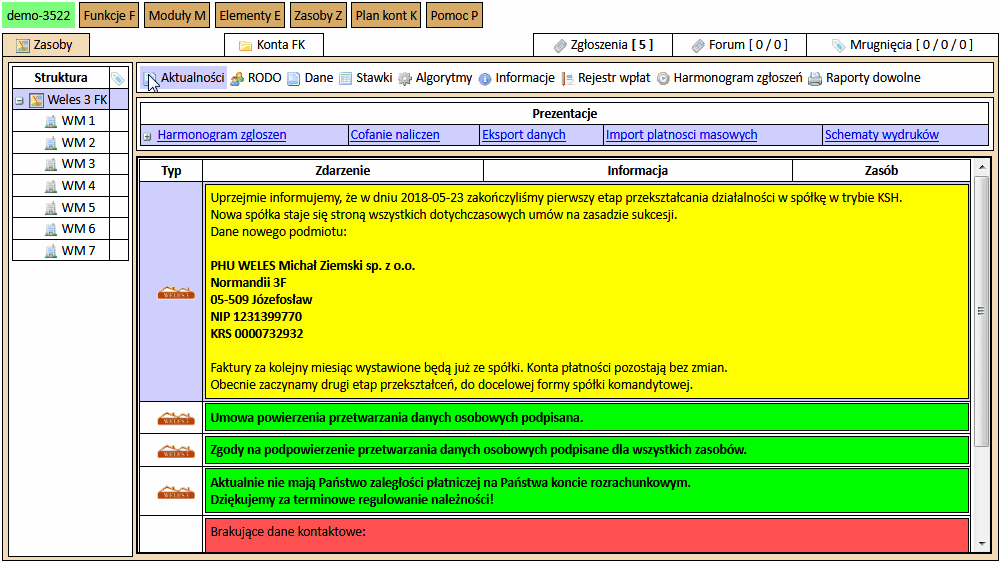 demo-3522 Funkcje F Moduły M Elementy E Zasoby Z Plan kont K Pomoc P
Zasoby Konta FK Zgłoszenia [ 5 ] Forum [ 0 / 0 ] Mrugnięcia [ 0 / 0 / 0 ]
Struktura
Weles 3 FK
WM 1
WM 2
WM 3
WM 4
WM 5
WM 6
WM 7
Aktualności RODO Dane Stawki Algorytmy Informacje Rejestr wpłat Harmonogram zgłoszeń Raporty dowolne
Prezentacje
Harmonogram zgloszen Cofanie naliczen Eksport danych Import platnosci masowych Schematy wydruków
Typ Zdarzenie Informacja Zasób
WELES 3
Uprzejmie informujemy, że w dniu 2018-05-23 zakończyliśmy pierwszy etap przekształcania działalności w spółkę w trybie KSH.
Nowa spółka staje się stroną wszystkich dotychczasowych umów na zasadzie sukcesji.
Dane nowego podmiotu:
PHU WELES Michał Ziemski sp. z o.o.
Normandii 3F
05-509 Józefosław
NIP 1231399770
KRS 0000732932
Faktury za kolejny miesiąc wystawione będą już ze spółki. Konta płatności pozostają bez zmian.
Obecnie zaczynamy drugi etap przekształceń, do docelowej formy spółki komandytowej.
WELES 3
Umowa powierzenia przetwarzania danych osobowych podpisana.
WELES 3
Zgody na podpowierzenie przetwarzania danych osobowych podpisane dla wszystkich zasobów.
WELES 3
Aktualnie nie mają Państwo zaległości płatniczej na Państwa koncie rozrachunkowym.
Dziękujemy za terminowe regulowanie należności!
Brakujące dane kontaktowe: